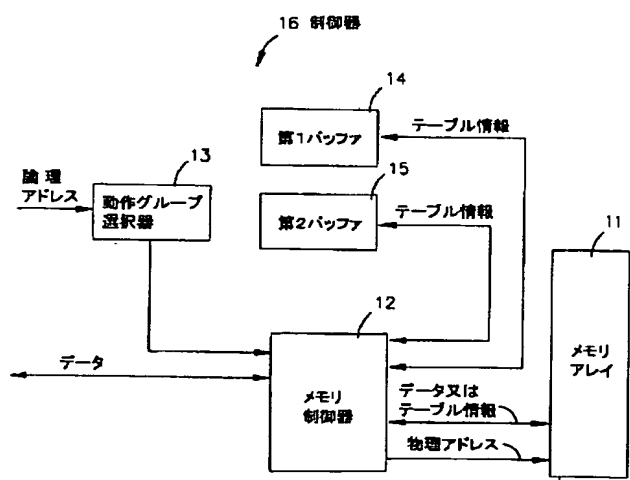 16 制御器
14
第1バッファ
テーブル情報
13
論理
アドレス
動作グループ
選択器
15
第2バッファ
テーブル情報
11
メモリ
アレイ
12
メモリ
制御器
データ
データ又は
テーブル情報
物理アドレス